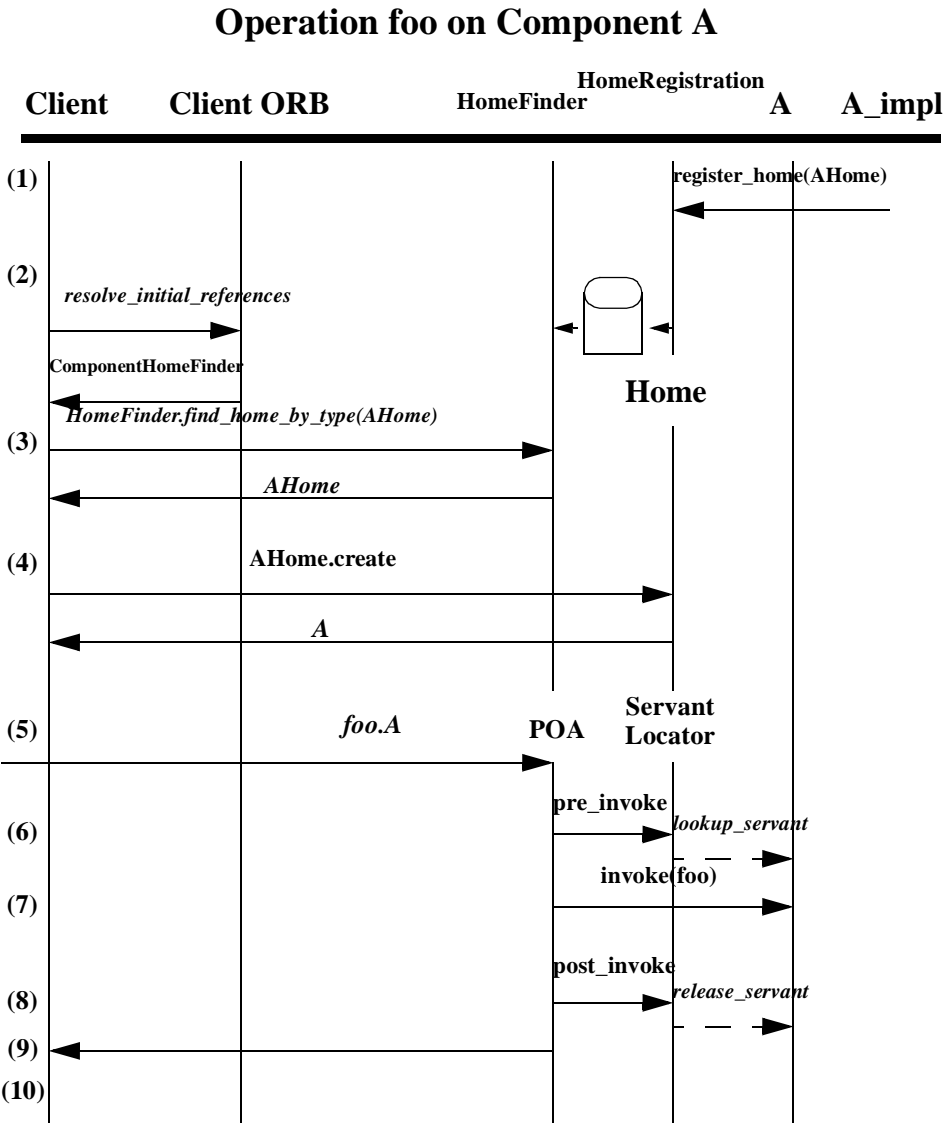 Operation foo on Component A
HomeRegistration
Client Client ORB HomeFinder A A_impl
(1) register_home(AHome)
(2)
resolve_initial_references
ComponentHomeFinder
Home
HomeFinder.find_home_by_type(AHome)
(3)
AHome
(4) AHome.create
A
Servant
(5) foo.A POA Locator
pre_invoke
(6) lookup_servant
invoke(foo)
(7)
post_invoke
(8) release_servant
(9)
(10)